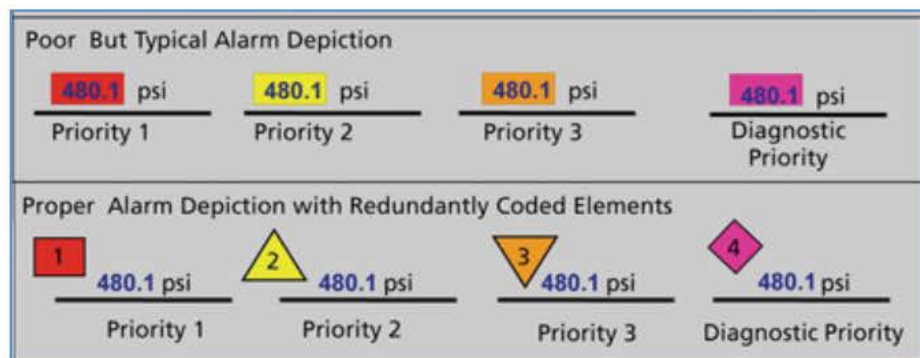 Poor But Typical Alarm Depiction
480.1 psi 480.1 psi 480.1 psi 480.1 psi
Priority 1 Priority 2 Priority 3 Diagnostic
Priority
Proper Alarm Depiction with Redundantly Coded Elements
1 2 3 4
480.1 psi 480.1 psi 480.1 psi 480.1 psi
Priority 1 Priority 2 Priority 3 Diagnostic Priority